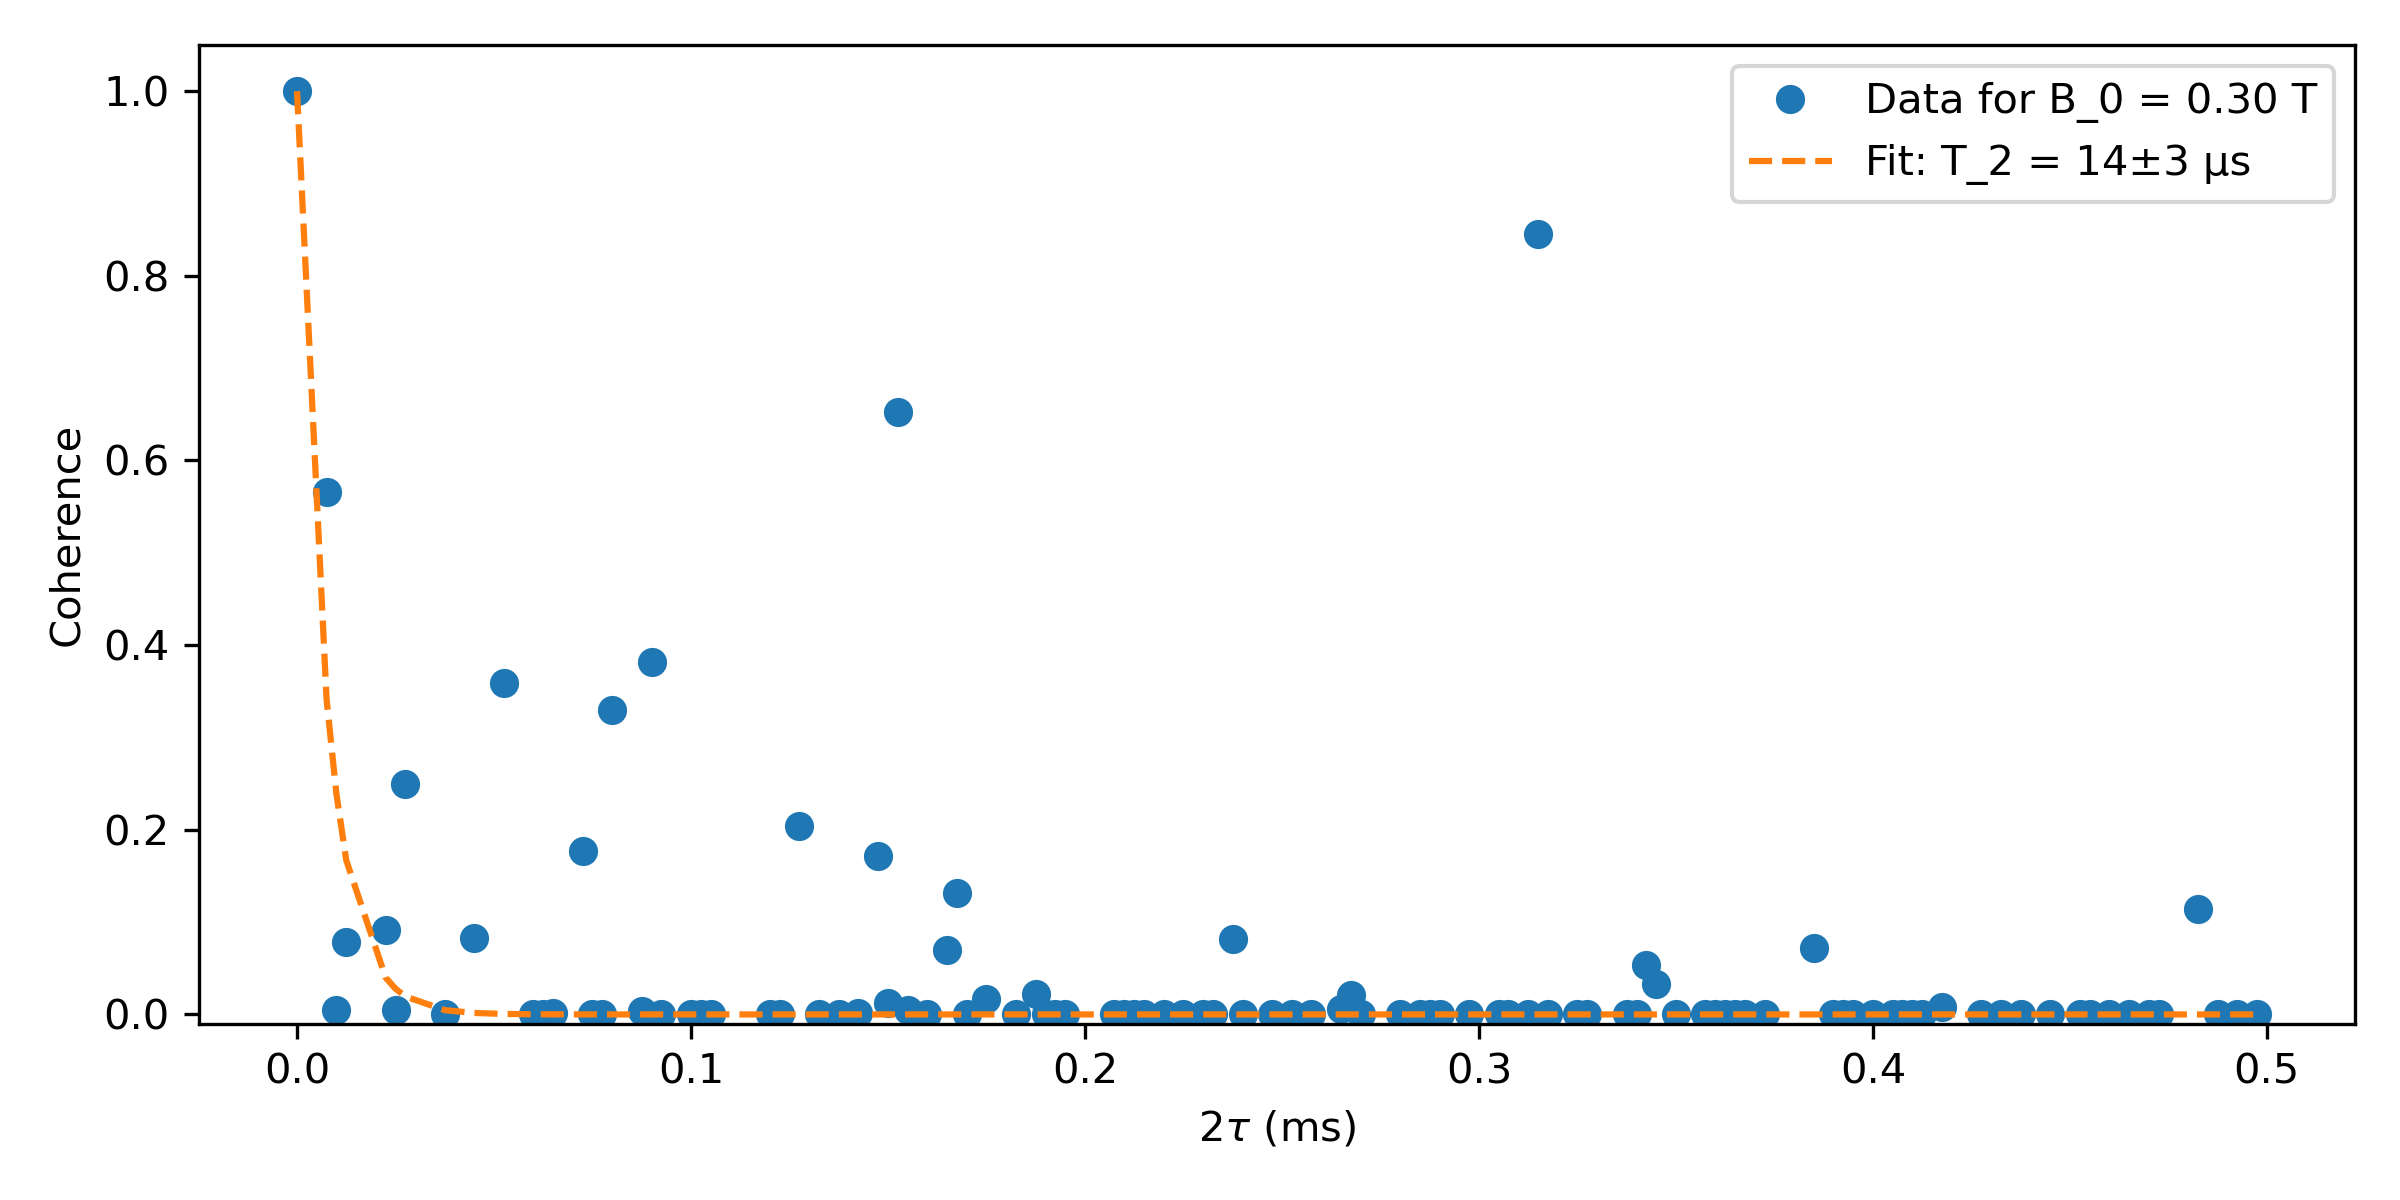 Data for B_0 = 0.30 T
Fit: T_2 = 14±3 μs
1.0
0.8
0.6
0.4
0.2
0.0
Coherence
0.0 0.1 0.2 0.3 0.4 0.5
2τ (ms)